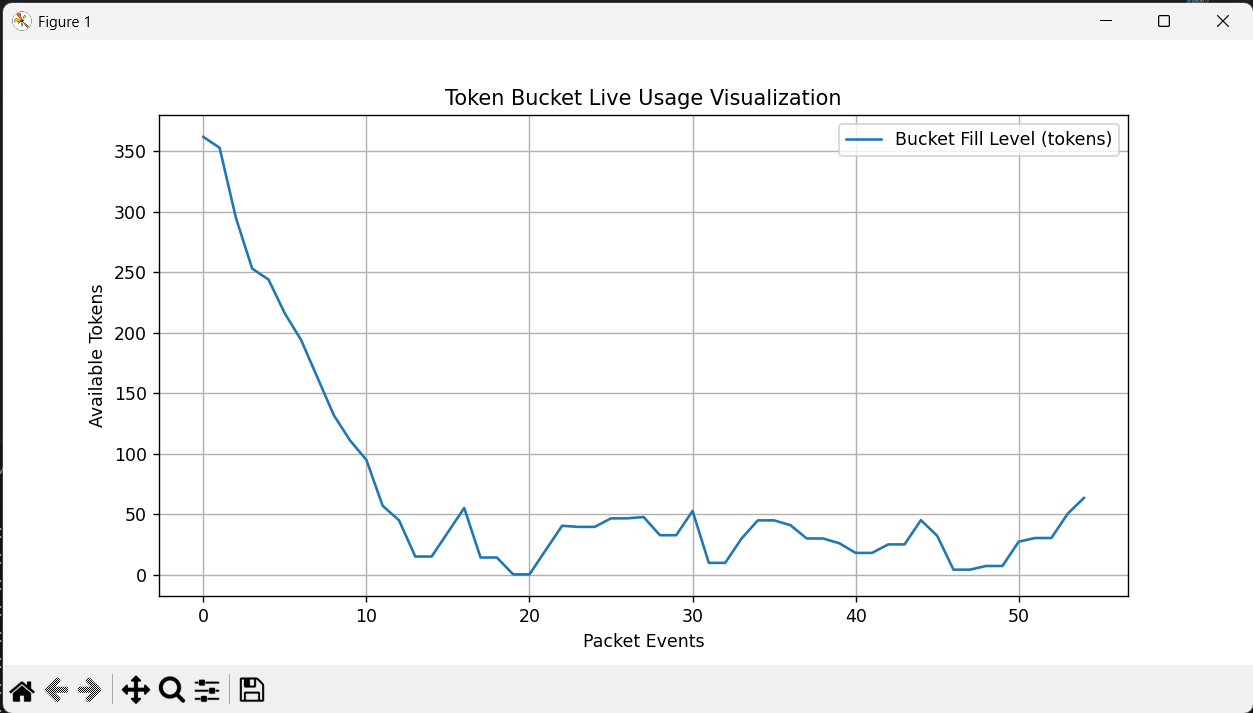 Figure 1
Token Bucket Live Usage Visualization
Bucket Fill Level (tokens)
350
300
250
200
150
100
50
0
Available Tokens
0 10 20 30 40 50
Packet Events